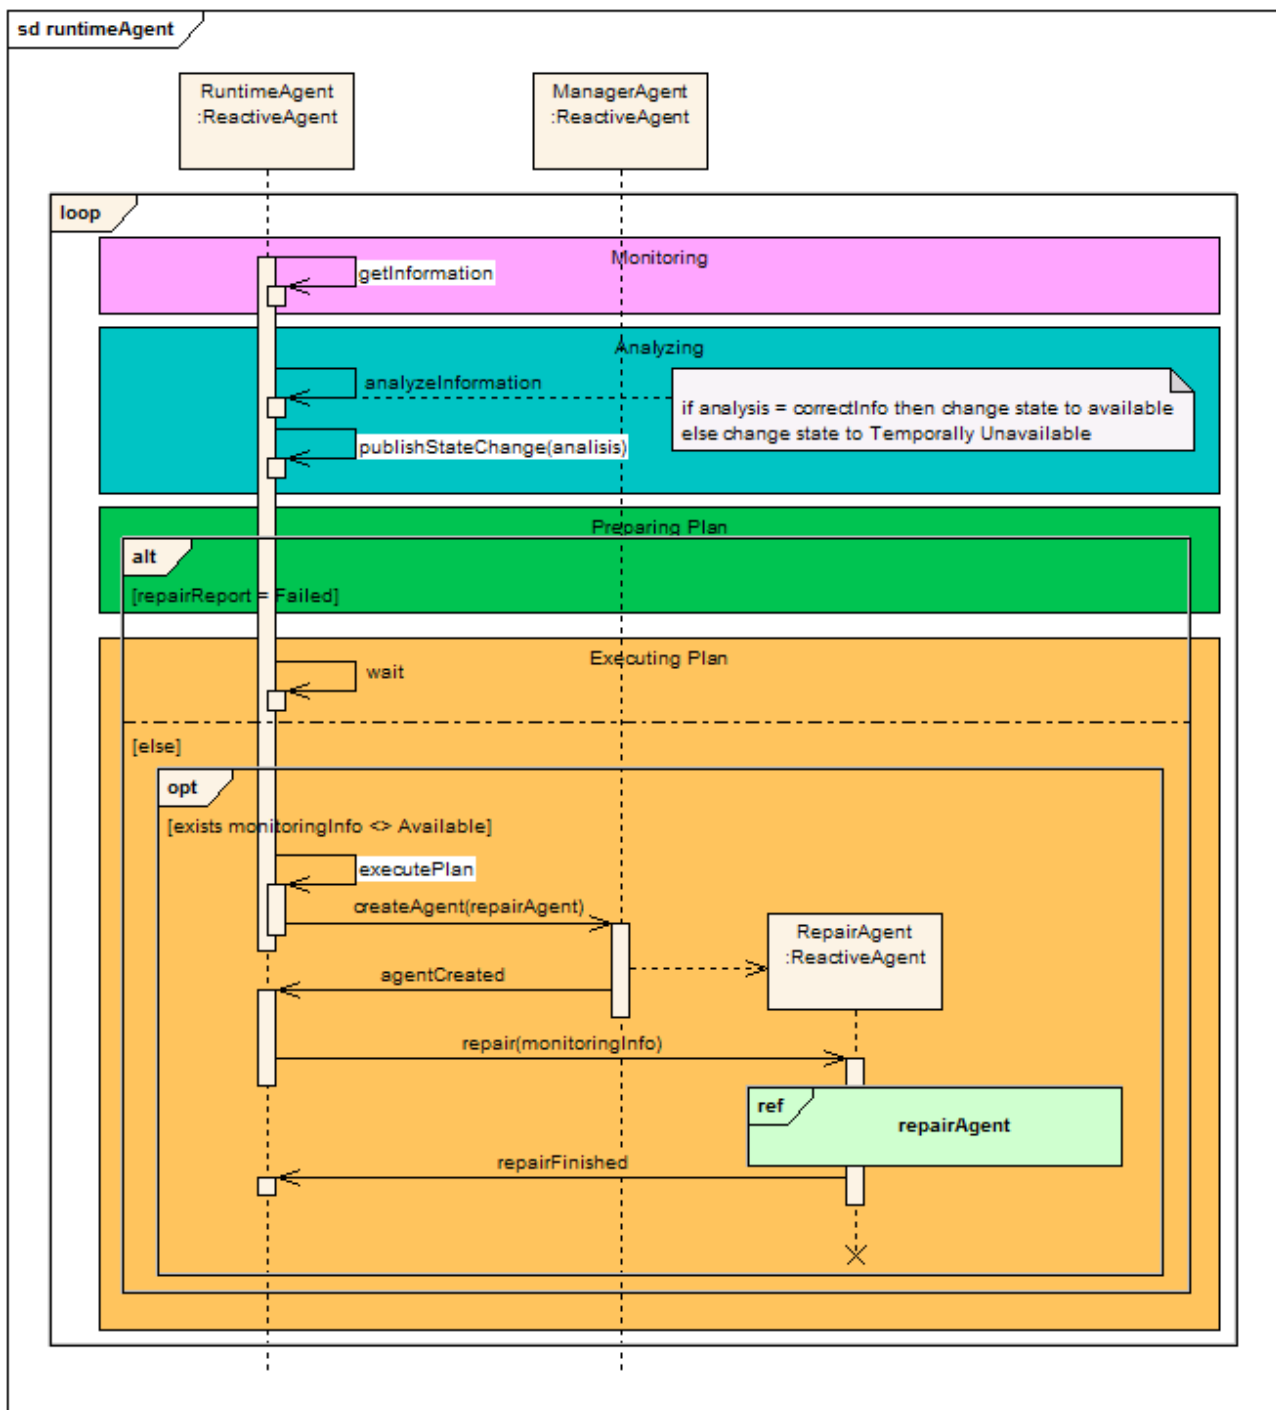 sd runtimeAgent
RuntimeAgent
:ReactiveAgent
ManagerAgent
:ReactiveAgent
loop
Monitoring
getInformation
Analyzing
analyzeInformation
if analysis = correctInfo then change state to available
else change state to Temporally Unavailable
publishStateChange(analisis)
Preparing Plan
alt
[repairReport = Failed]
Executing Plan
wait
[else]
opt
[exists monitoringInfo <> Available]
executePlan
createAgent(repairAgent)
RepairAgent
:ReactiveAgent
agentCreated
repair(monitoringInfo)
ref
repairAgent
repairFinished